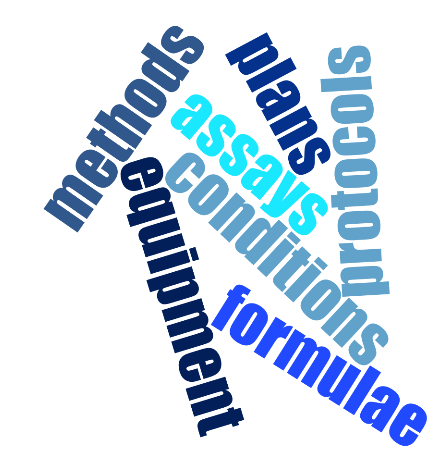 methods
plans
protocols
assays
conditions
equipment
formulae